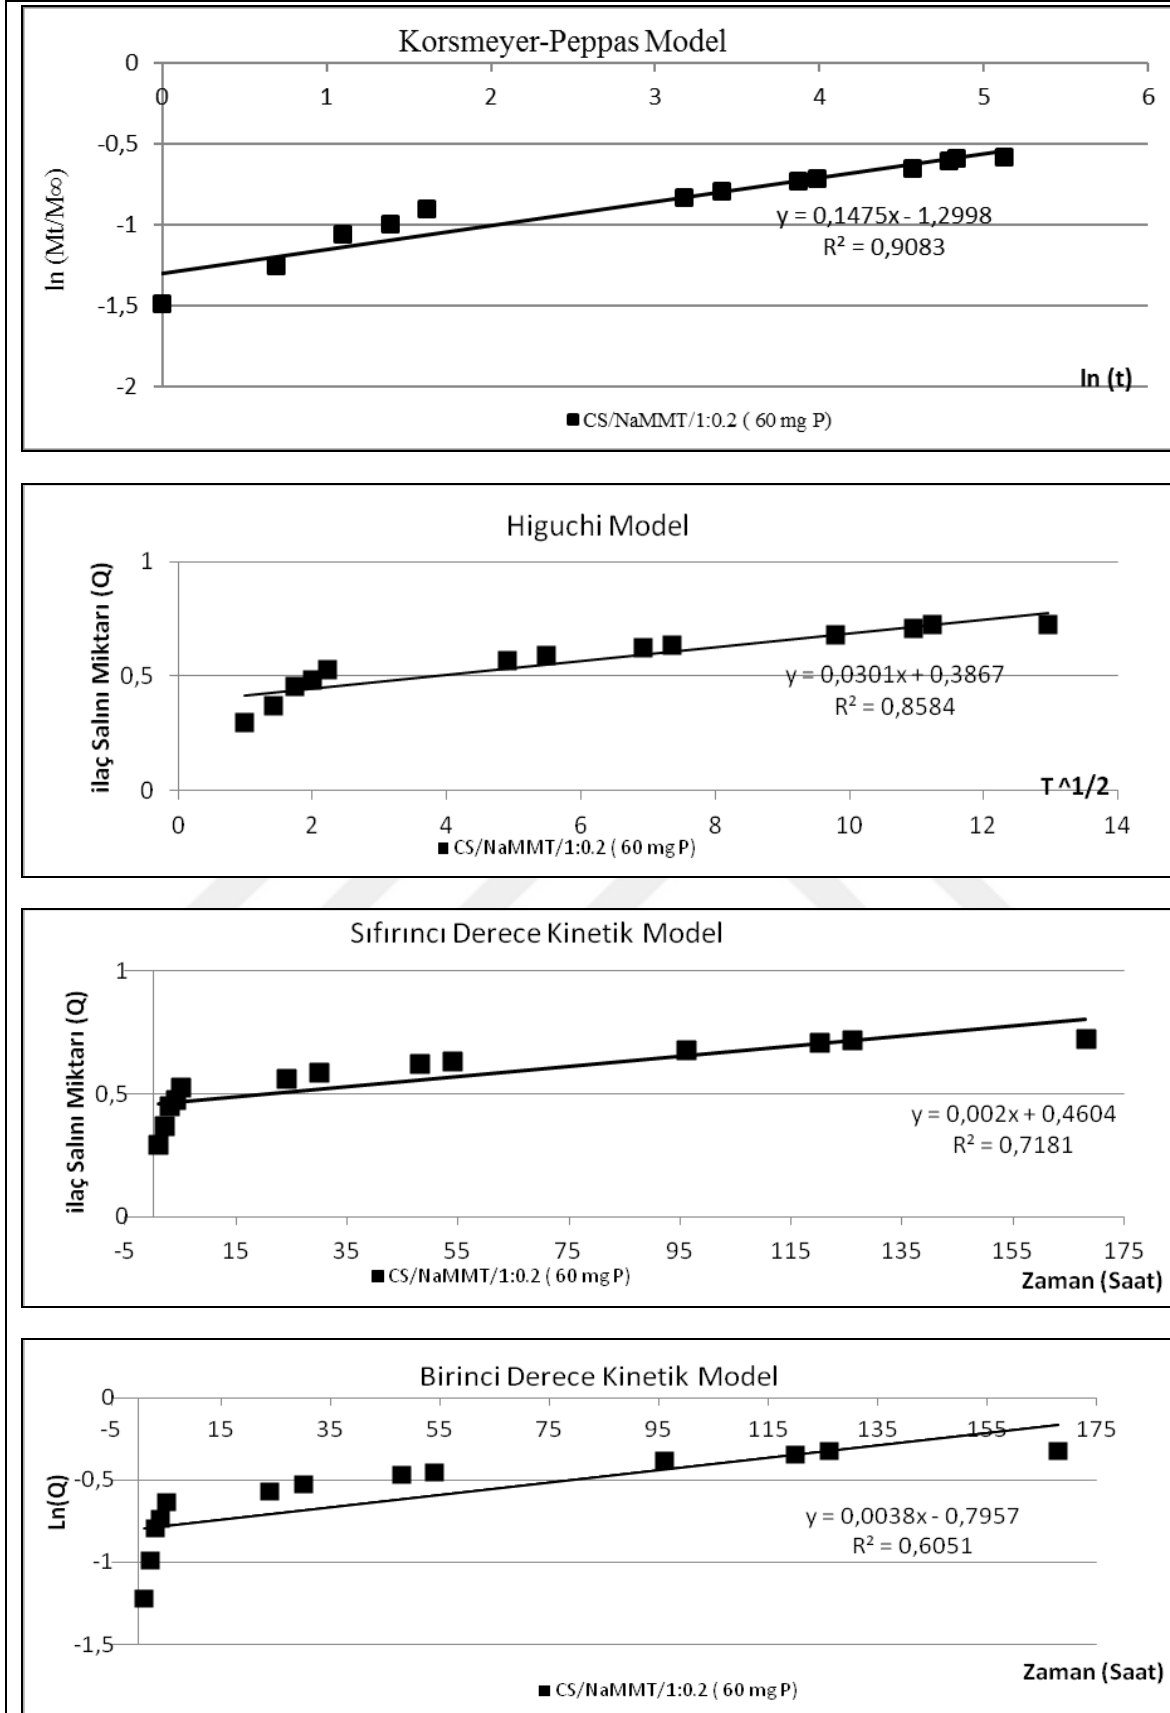 Korsmeyer-Peppas Model
0
0 1 2 3 4 5 6
-0,5
-1
-1,5
-2
ln (Mt/M∞)
y = 0,1475x - 1,2998
R² = 0,9083
ln (t)
CS/NaMMT/1:0.2 ( 60 mg P)
Higuchi Model
1
0,5
0
ilaç Salını Miktarı (Q)
y = 0,0301x + 0,3867
R² = 0,8584
T ^1/2
0 2 4 6 8 10 12 14
CS/NaMMT/1:0.2 ( 60 mg P)
Sıfırıncı Derece Kinetik Model
1
0,5
0
ilaç Salını Miktarı (Q)
y = 0,002x + 0,4604
R² = 0,7181
-5 15 35 55 75 95 115 135 155 175
CS/NaMMT/1:0.2 ( 60 mg P)
Zaman (Saat)
Birinci Derece Kinetik Model
0
-5 15 35 55 75 95 115 135 155 175
-0,5
-1
-1,5
Ln(Q)
y = 0,0038x - 0,7957
R² = 0,6051
Zaman (Saat)
CS/NaMMT/1:0.2 ( 60 mg P)